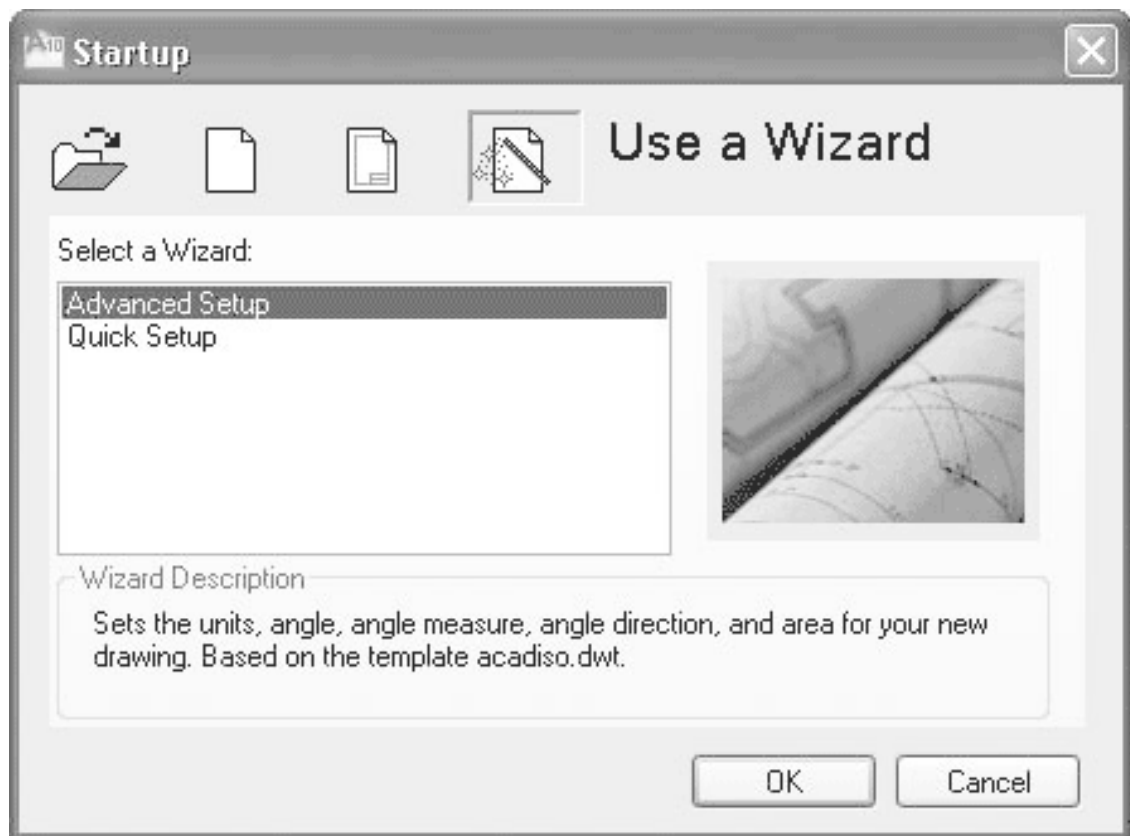 Startup
Use a Wizard
Select a Wizard:
Advanced Setup
Quick Setup
Wizard Description
Sets the units, angle, angle measure, angle direction, and area for your new
drawing. Based on the template acadiso.dwt.
OK
Cancel